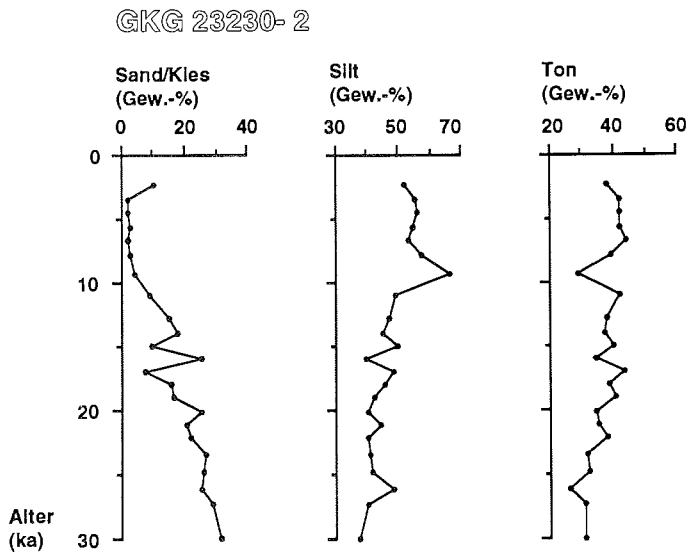 GKG 23230- 2
Sand/Kies
(Gew.-%)
0 20 40
Silt
(Gew.-%)
30 50 70
Ton
(Gew.-%)
20 40 60
0
10
20
30
Alter
(ka)